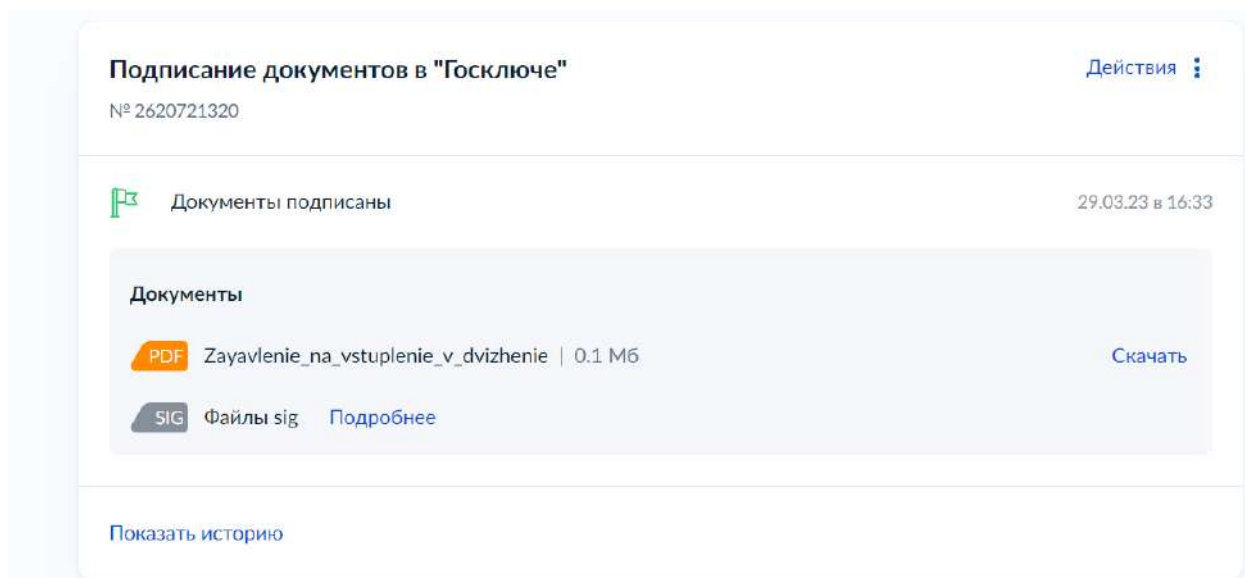 Подписание документов в "Госключе"
Действия
№ 2620721320
Документы подписаны
29.03.23 в 16:33
Документы
PDF Zayavlenie_na_vstuplenie_v_dvizhenie | 0.1 Мб
Скачать
SIG Файлы sig Подробнее
Показать историю